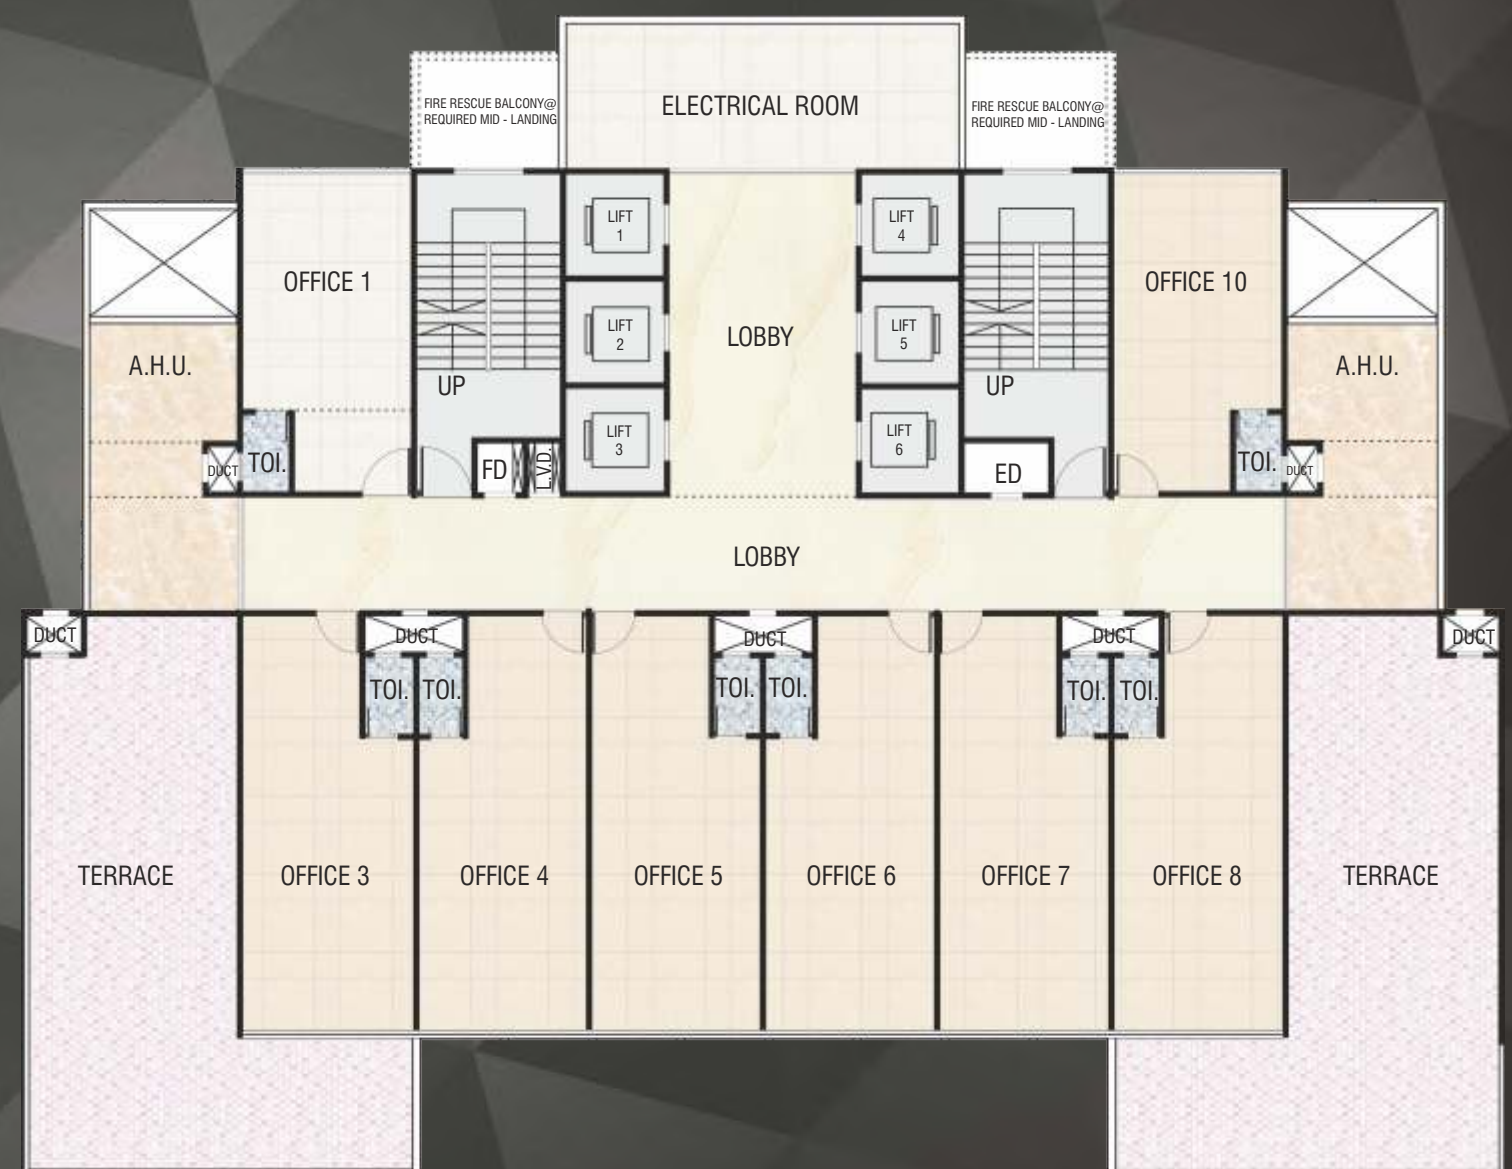 FIRE RESCUE BALCONY@
REQUIRED MID - LANDING
ELECTRICAL ROOM
FIRE RESCUE BALCONY@
REQUIRED MID - LANDING
LIFT
1
LIFT
4
OFFICE 1
OFFICE 10
LIFT
2
LOBBY
LIFT
5
A.H.U.
A.H.U.
UP
UP
LIFT
3
LIFT
6
DUCT
TOI.
FD
L.V.D.
ED
TOI.
DUCT
LOBBY
DUCT
DUCT
DUCT
DUCT
DUCT
TOI.
TOI.
TOI.
TOI.
TOI.
TOI.
TERRACE
OFFICE 3
OFFICE 4
OFFICE 5
OFFICE 6
OFFICE 7
OFFICE 8
TERRACE